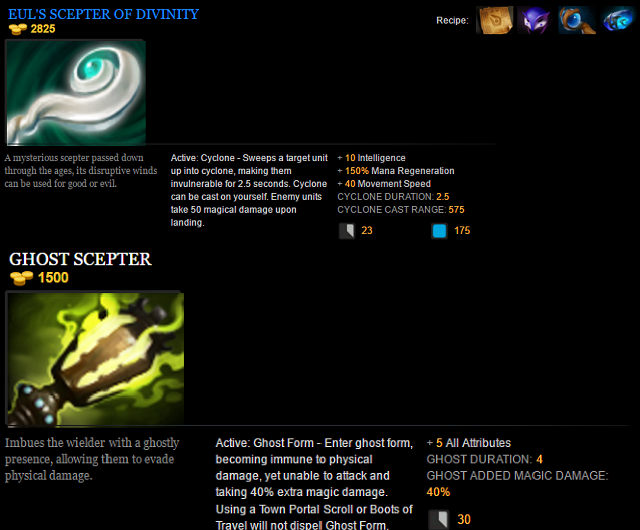 EUL'S SCEPTER OF DIVINITY
2825
Recipe:
A mysterious scepter passed down
through the ages, its disruptive winds
can be used for good or evil.
Active: Cyclone - Sweeps a target unit
up into cyclone, making them
invulnerable for 2.5 seconds. Cyclone
can be cast on yourself. Enemy units
take 50 magical damage upon
landing.
+ 10 Intelligence
+ 150% Mana Regeneration
+ 40 Movement Speed
CYCLONE DURATION: 2.5
CYCLONE CAST RANGE: 575
23 175
GHOST SCEPTER
1500
Imbues the wielder with a ghostly
presence, allowing them to evade
physical damage.
Active: Ghost Form - Enter ghost form,
becoming immune to physical
damage, yet unable to attack and
taking 40% extra magic damage.
Using a Town Portal Scroll or Boots of
Travel will not dispell Ghost Form.
+ 5 All Attributes
GHOST DURATION: 4
GHOST ADDED MAGIC DAMAGE:
40%
30